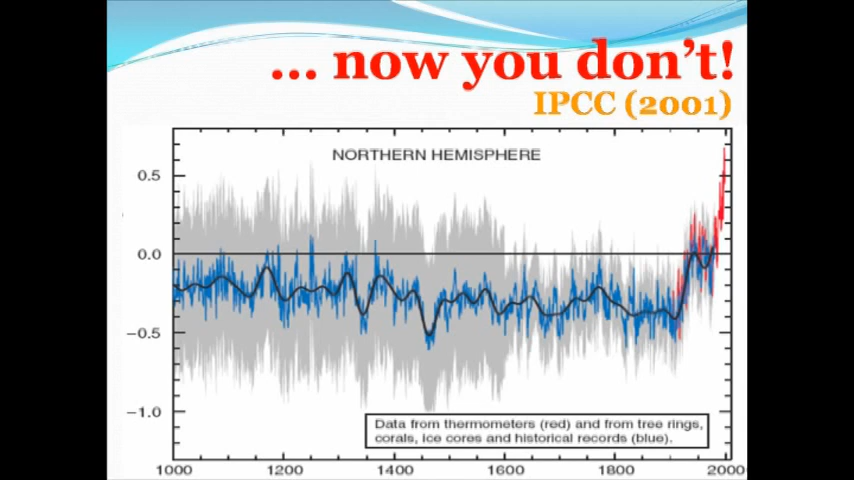 ... now you don't!
IPCC (2001)
NORTHERN HEMISPHERE
0.5
0.0
−0.5
−1.0
Data from thermometers (red) and from tree rings,
corals, ice cores and historical records (blue).
1000 1200 1400 1600 1800 2000